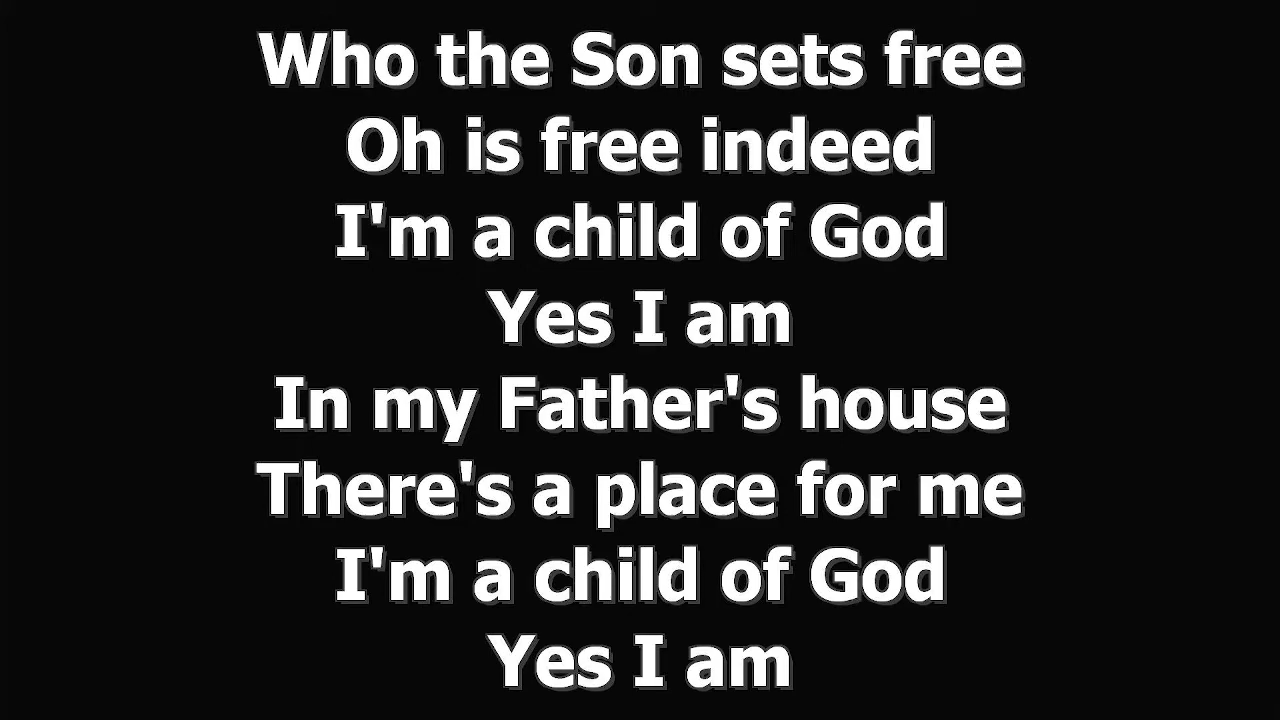 Who the Son sets free
Oh is free indeed
I'm a child of God
Yes I am
In my Father's house
There's a place for me
I'm a child of God
Yes I am